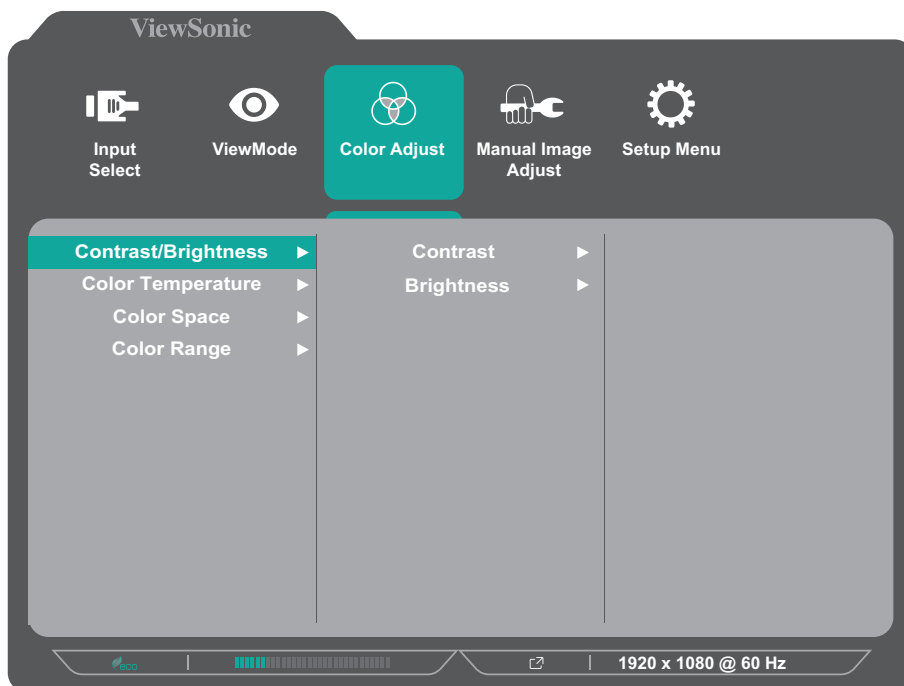 ViewSonic
Input Select
ViewMode
Color Adjust
Manual Image Adjust
Setup Menu
Contrast/Brightness
Contrast
Color Temperature
Brightness
Color Space
Color Range
eco
1920 x 1080 @ 60 Hz